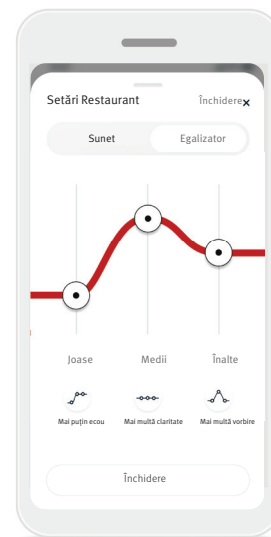 Setări Restaurant Închidere
Sunet Egalizator
Joase Medii Înalte
Mai puțin ecou Mai multă claritate Mai multă vorbire
Închidere